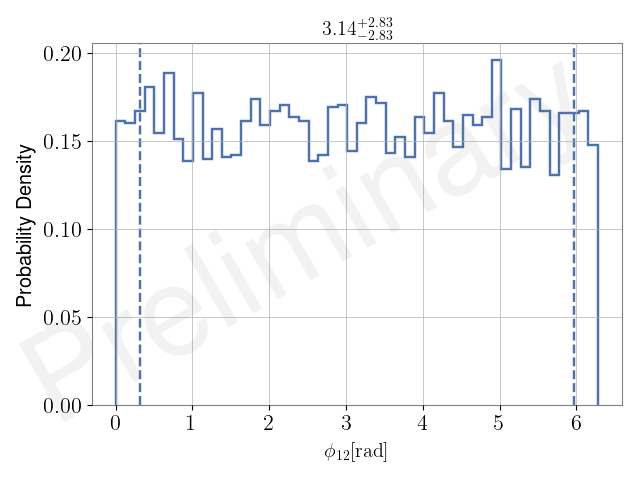 3.14^{+2.83}_{-2.83}
0.20
0.15
0.10
0.05
0.00
Probability Density
Preliminary
0 1 2 3 4 5 6
ϕ₁₂[rad]